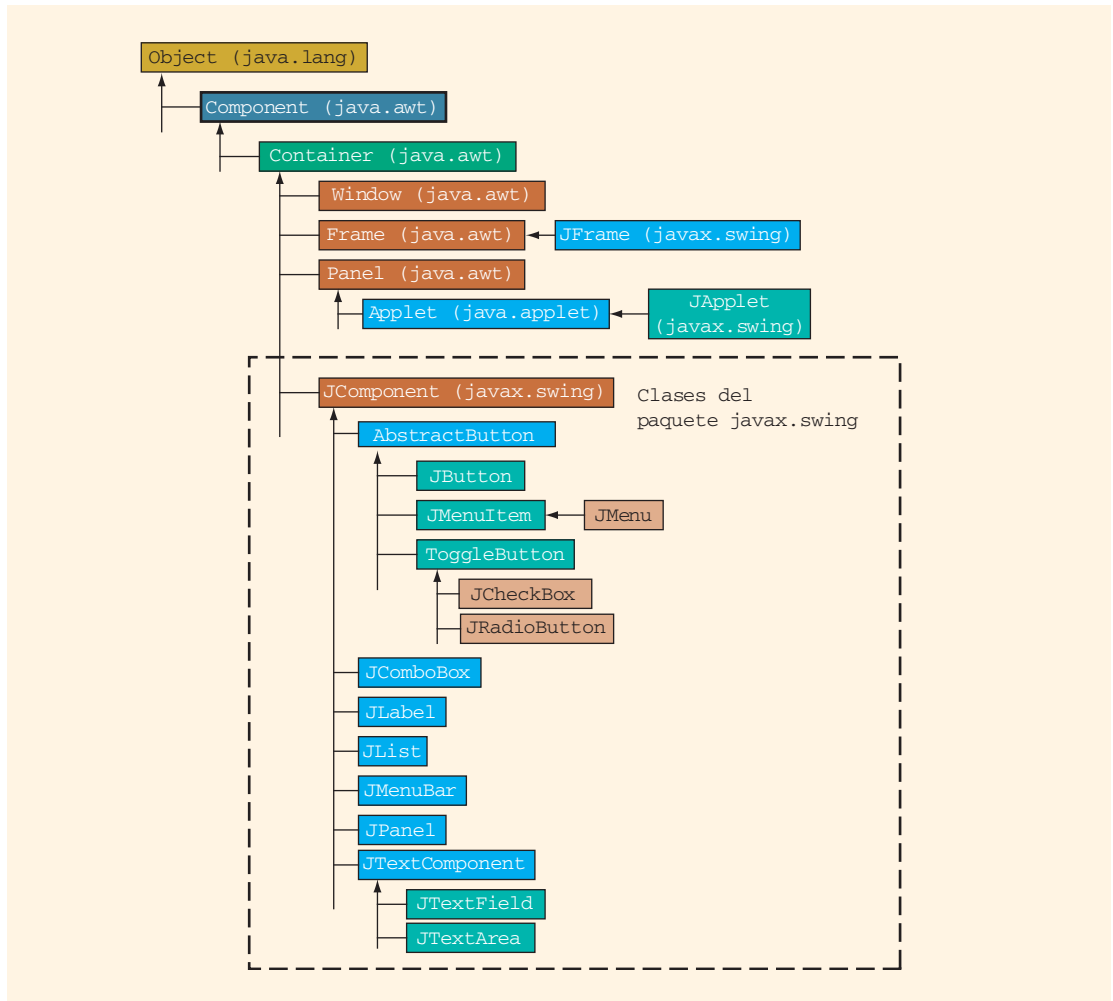 Object (java.lang)
Component (java.awt)
Container (java.awt)
Window (java.awt)
Frame (java.awt)
JFrame (javax.swing)
Panel (java.awt)
Applet (java.applet)
JApplet
(javax.swing)
JComponent (javax.swing)
Clases del
paquete javax.swing
AbstractButton
JButton
JMenuItem
JMenu
ToggleButton
JCheckBox
JRadioButton
JComboBox
JLabel
JList
JMenuBar
JPanel
JTextComponent
JTextField
JTextArea